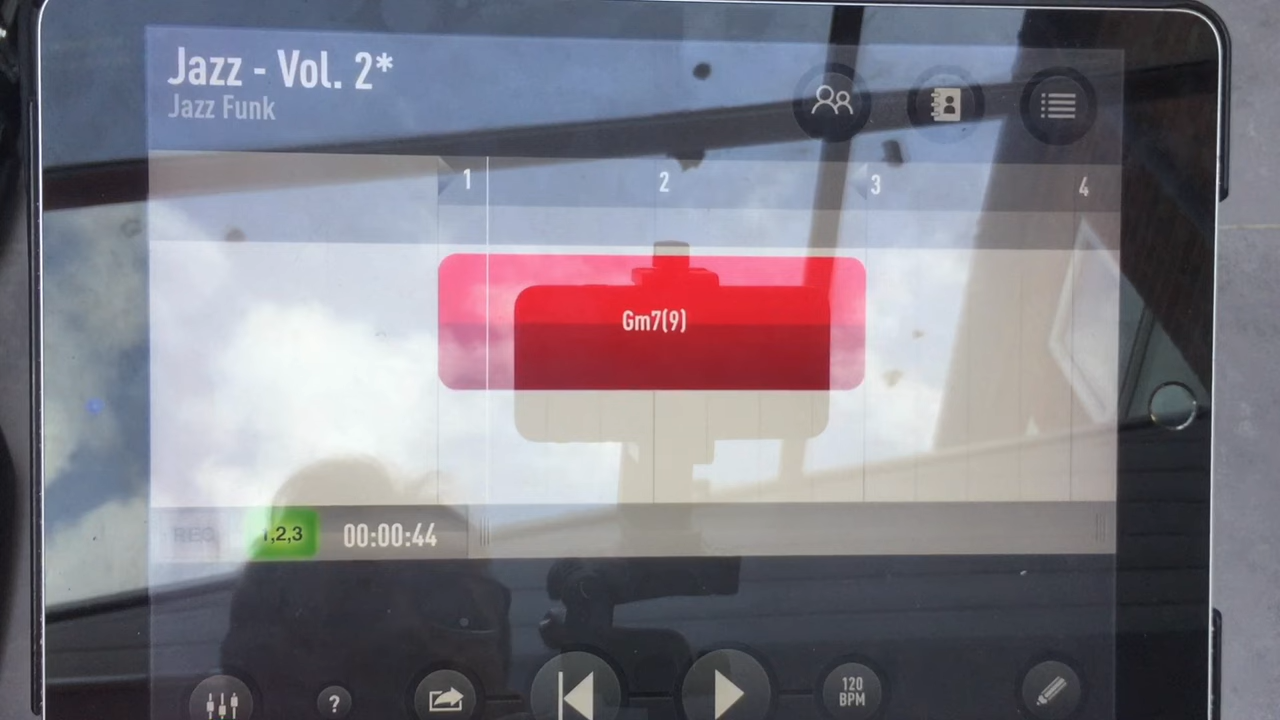 Jazz - Vol. 2*
Jazz Funk
1 2 3 4
Gm7(9)
REC 1,2,3 00:00:44
?
120
BPM